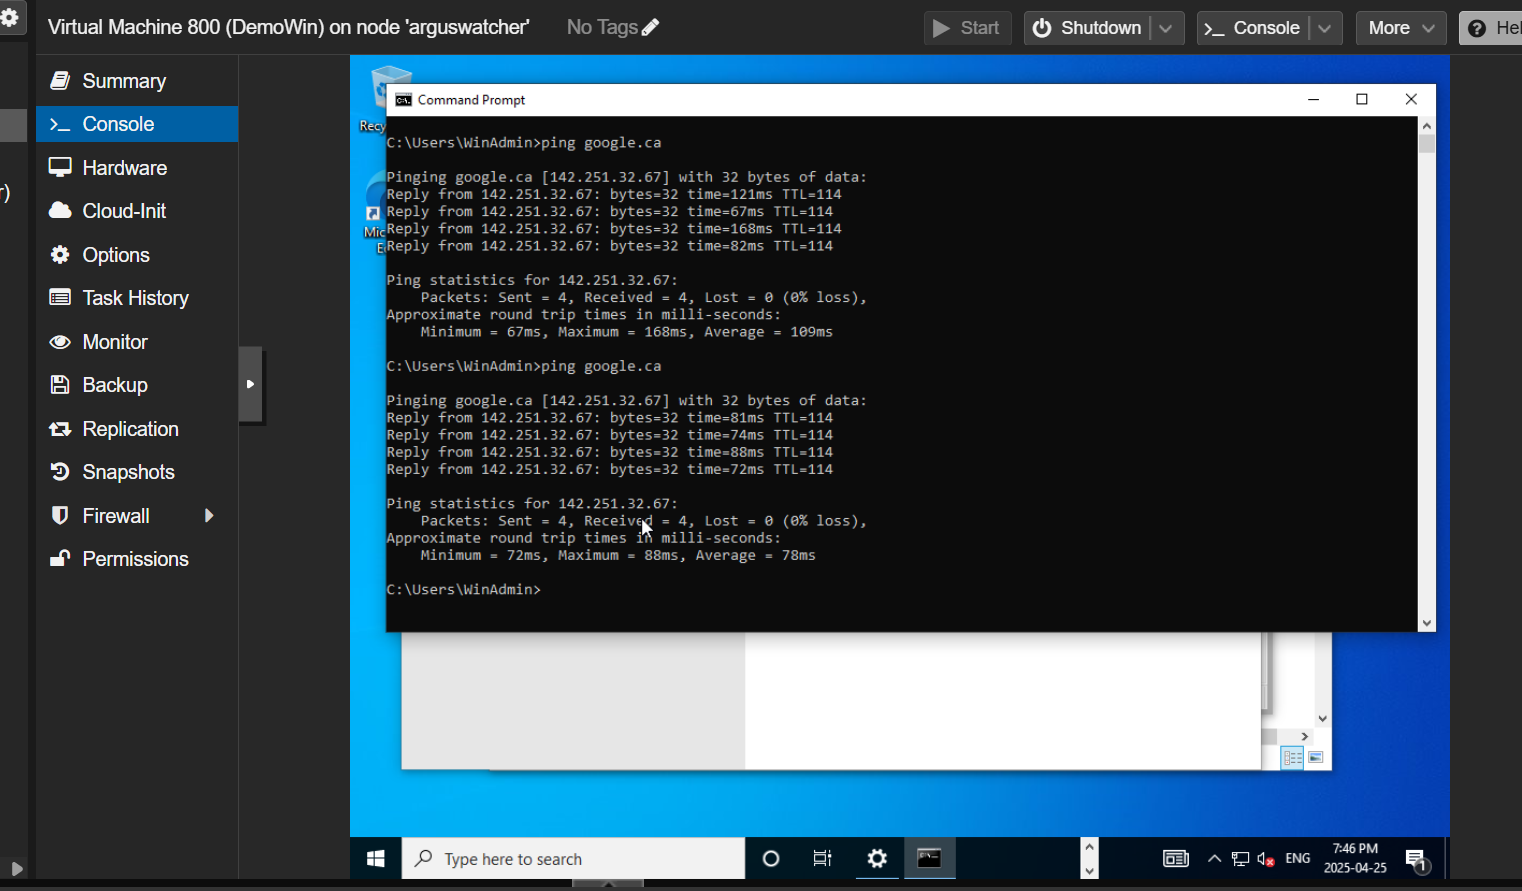 Virtual Machine 800 (DemoWin) on node 'arguswatcher'
No Tags
Start
Shutdown
Console
More
Hel
Summary
Console
Hardware
Cloud-Init
Options
Task History
Monitor
Backup
Replication
Snapshots
Firewall
Permissions
r)
Recy
Mic
E
Command Prompt
C:\Users\WinAdmin>ping google.ca
Pinging google.ca [142.251.32.67] with 32 bytes of data:
Reply from 142.251.32.67: bytes=32 time=121ms TTL=114
Reply from 142.251.32.67: bytes=32 time=67ms TTL=114
Reply from 142.251.32.67: bytes=32 time=168ms TTL=114
Reply from 142.251.32.67: bytes=32 time=82ms TTL=114
Ping statistics for 142.251.32.67:
Packets: Sent = 4, Received = 4, Lost = 0 (0% loss),
Approximate round trip times in milli-seconds:
Minimum = 67ms, Maximum = 168ms, Average = 109ms
C:\Users\WinAdmin>ping google.ca
Pinging google.ca [142.251.32.67] with 32 bytes of data:
Reply from 142.251.32.67: bytes=32 time=81ms TTL=114
Reply from 142.251.32.67: bytes=32 time=74ms TTL=114
Reply from 142.251.32.67: bytes=32 time=88ms TTL=114
Reply from 142.251.32.67: bytes=32 time=72ms TTL=114
Ping statistics for 142.251.32.67:
Packets: Sent = 4, Received = 4, Lost = 0 (0% loss),
Approximate round trip times in milli-seconds:
Minimum = 72ms, Maximum = 88ms, Average = 78ms
C:\Users\WinAdmin>
Type here to search
ENG
7:46 PM
2025-04-25
1